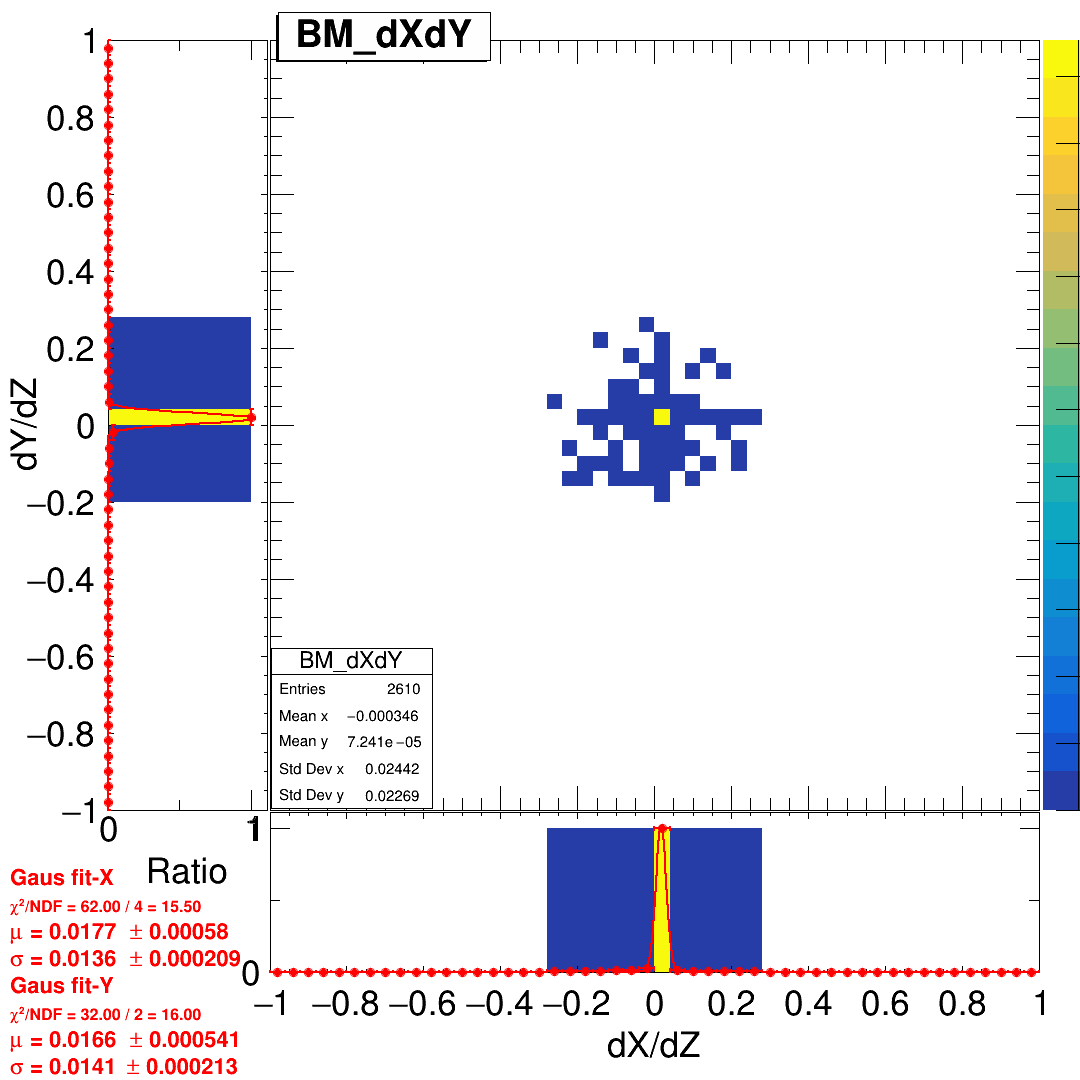 BM_dXdY
1
0.8
0.6
0.4
0.2
0
−0.2
−0.4
−0.6
−0.8
−1
dY/dZ
0
1
Ratio
BM_dXdY
Entries 2610
Mean x −0.000346
Mean y 7.241e−05
Std Dev x 0.02442
Std Dev y 0.02269
1
0
−1 −0.8 −0.6 −0.4 −0.2 0 0.2 0.4 0.6 0.8 1
dX/dZ
Gaus fit-X
χ²/NDF = 62.00 / 4 = 15.50
μ = 0.0177 ± 0.00058
σ = 0.0136 ± 0.000209
Gaus fit-Y
χ²/NDF = 32.00 / 2 = 16.00
μ = 0.0166 ± 0.000541
σ = 0.0141 ± 0.000213